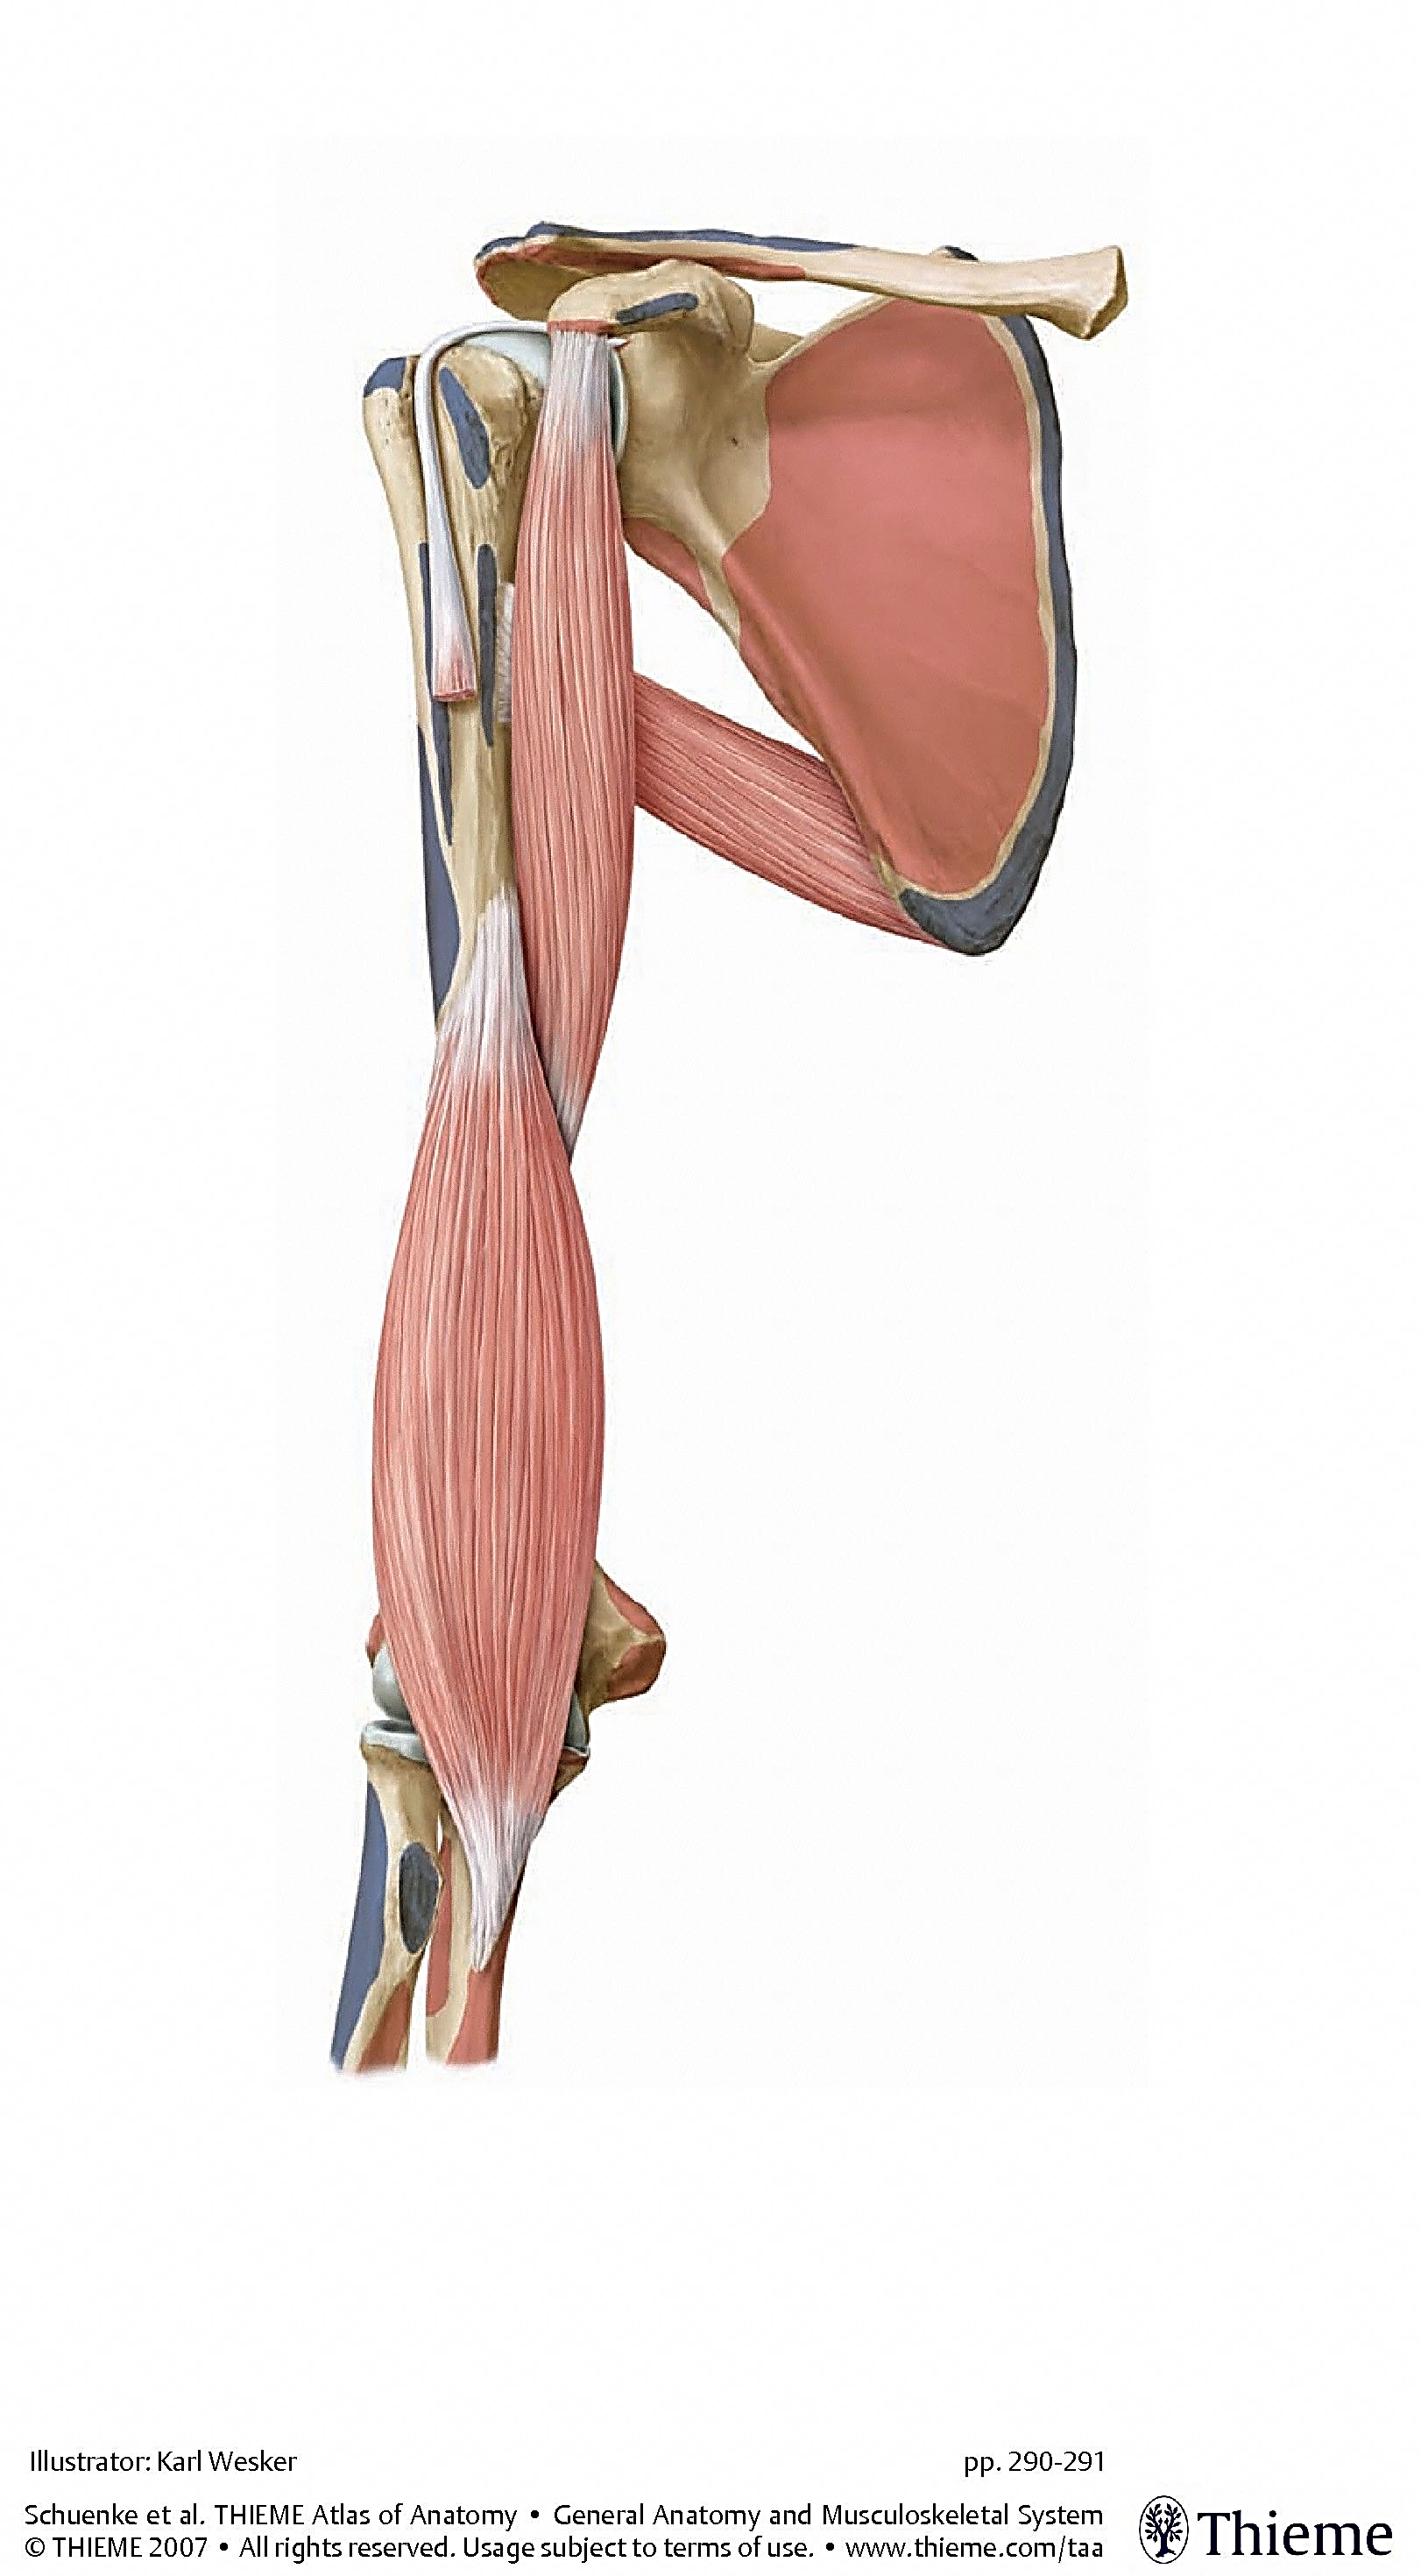 Illustrator: Karl Wesker
pp. 290-291
Schuenke et al. THIEME Atlas of Anatomy • General Anatomy and Musculoskeletal System
© THIEME 2007 • All rights reserved. Usage subject to terms of use. • www.thieme.com/taa
Thieme